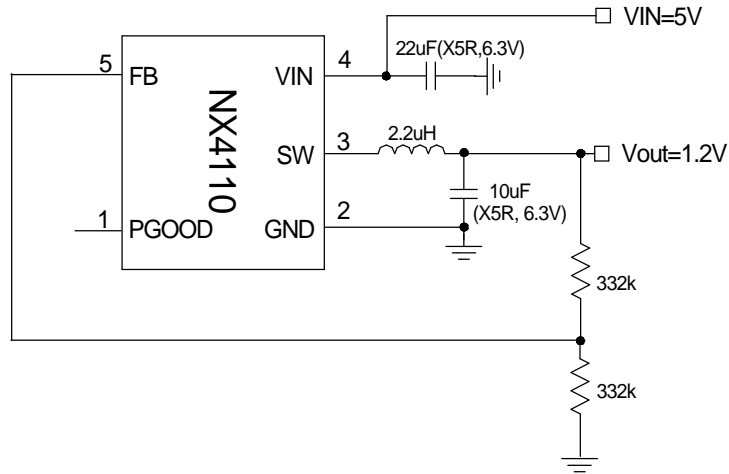 VIN=5V
22uF(X5R,6.3V)
5
FB
VIN
4
NX4110
SW
3
2.2uH
Vout=1.2V
10uF
(X5R, 6.3V)
1
PGOOD
GND
2
332k
332k